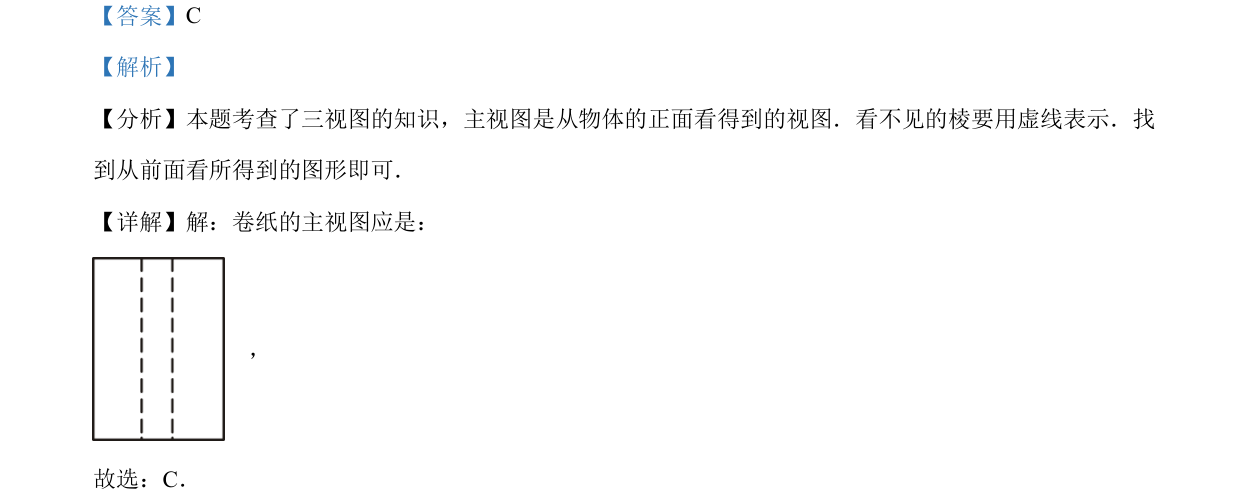 【答案】C
【解析】
【分析】本题考查了三视图的知识，主视图是从物体的正面看得到的视图．看不见的棱要用虚线表示．找
到从前面看所得到的图形即可．
【详解】解：卷纸的主视图应是：
，
故选：C．